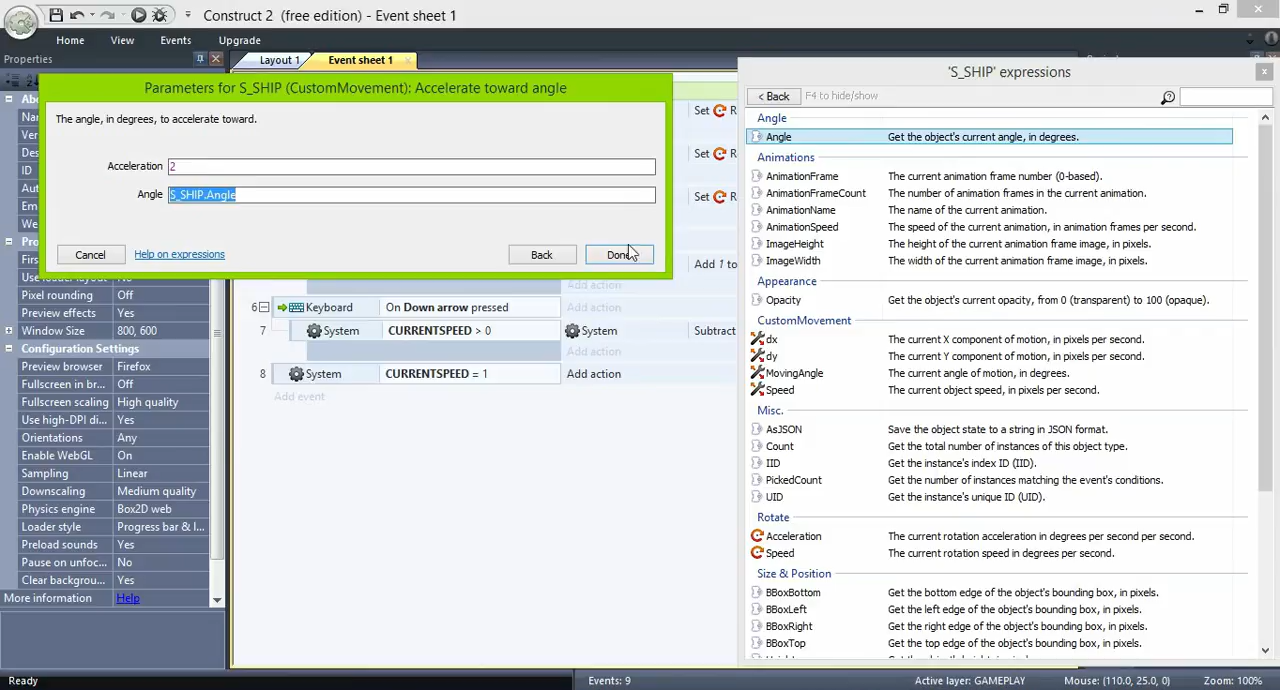 Construct 2 (free edition) - Event sheet 1
Home View Events Upgrade
Properties
Layout 1 Event sheet 1
Parameters for S_SHIP (CustomMovement): Accelerate toward angle
The angle, in degrees, to accelerate toward.
Acceleration 2
Angle S_SHIP.Angle
Cancel Help on expressions Back Done
Set R
Set R
Set R
Add 1 to
Add action
6 Keyboard On Down arrow pressed Add action
7 System CURRENTSPEED > 0 System Subtract
Add action
8 System CURRENTSPEED = 1 Add action
Add event
Pixel rounding Off
Preview effects Yes
Window Size 800, 600
Configuration Settings
Preview browser Firefox
Fullscreen in br... Off
Fullscreen scaling High quality
Use high-DPI di... Yes
Orientations Any
Enable WebGL On
Sampling Linear
Downscaling Medium quality
Physics engine Box2D web
Loader style Progress bar & l...
Preload sounds Yes
Pause on unfoc... No
Clear backgrou... Yes
More information Help
'S_SHIP' expressions
x
< Back F4 to hide/show
Angle
Angle Get the object's current angle, in degrees.
Animations
AnimationFrame The current animation frame number (0-based).
AnimationFrameCount The number of animation frames in the current animation.
AnimationName The name of the current animation.
AnimationSpeed The speed of the current animation, in animation frames per second.
ImageHeight The height of the current animation frame image, in pixels.
ImageWidth The width of the current animation frame image, in pixels.
Appearance
Opacity Get the object's current opacity, from 0 (transparent) to 100 (opaque).
CustomMovement
dx The current X component of motion, in pixels per second.
dy The current Y component of motion, in pixels per second.
MovingAngle The current angle of motion, in degrees.
Speed The current object speed, in pixels per second.
Misc.
AsJSON Save the object state to a string in JSON format.
Count Get the total number of instances of this object type.
IID Get the instance's index ID (IID).
PickedCount Get the number of instances matching the event's conditions.
UID Get the instance's unique ID (UID).
Rotate
Acceleration The current rotation acceleration in degrees per second per second.
Speed The current rotation speed in degrees per second.
Size & Position
BBoxBottom Get the bottom edge of the object's bounding box, in pixels.
BBoxLeft Get the left edge of the object's bounding box, in pixels.
BBoxRight Get the right edge of the object's bounding box, in pixels.
BBoxTop Get the top edge of the object's bounding box, in pixels.
Ready Events: 9 Active layer: GAMEPLAY Mouse: (110.0, 25.0, 0) Zoom: 100%